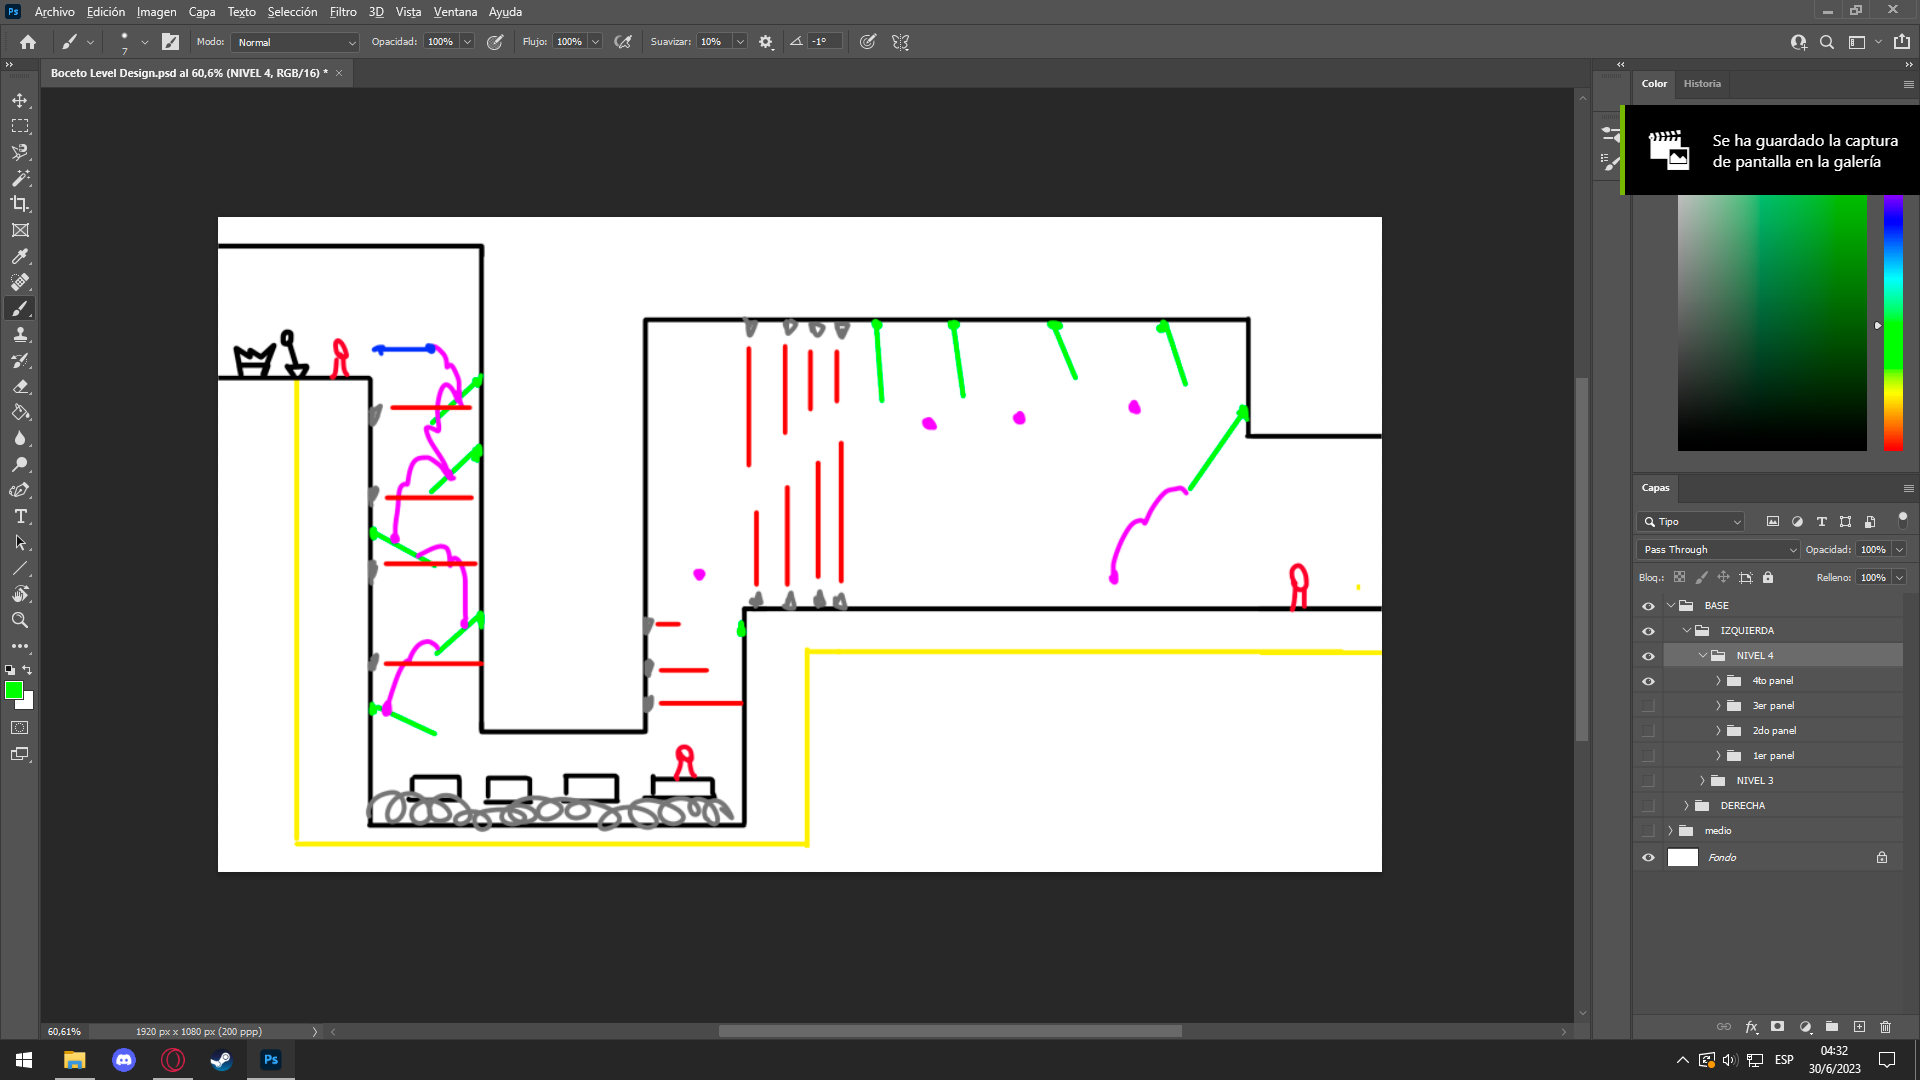 Ps Archivo Edición Imagen Capa Texto Selección Filtro 3D Vista Ventana Ayuda
7 Modo: Normal Opacidad: 100% Flujo: 100% Suavizar: 10% -1°
Boceto Level Design.psd al 60,6% (NIVEL 4, RGB/16) *
Color Historia
Se ha guardado la captura
de pantalla en la galería
Capas
Tipo
Pass Through Opacidad: 100%
Bloq.: Relleno: 100%
BASE
IZQUIERDA
NIVEL 4
4to panel
3er panel
2do panel
1er panel
NIVEL 3
DERECHA
medio
Fondo
60,61% 1920 px x 1080 px (200 ppp)
fx
Ps
ESP
04:32
30/6/2023